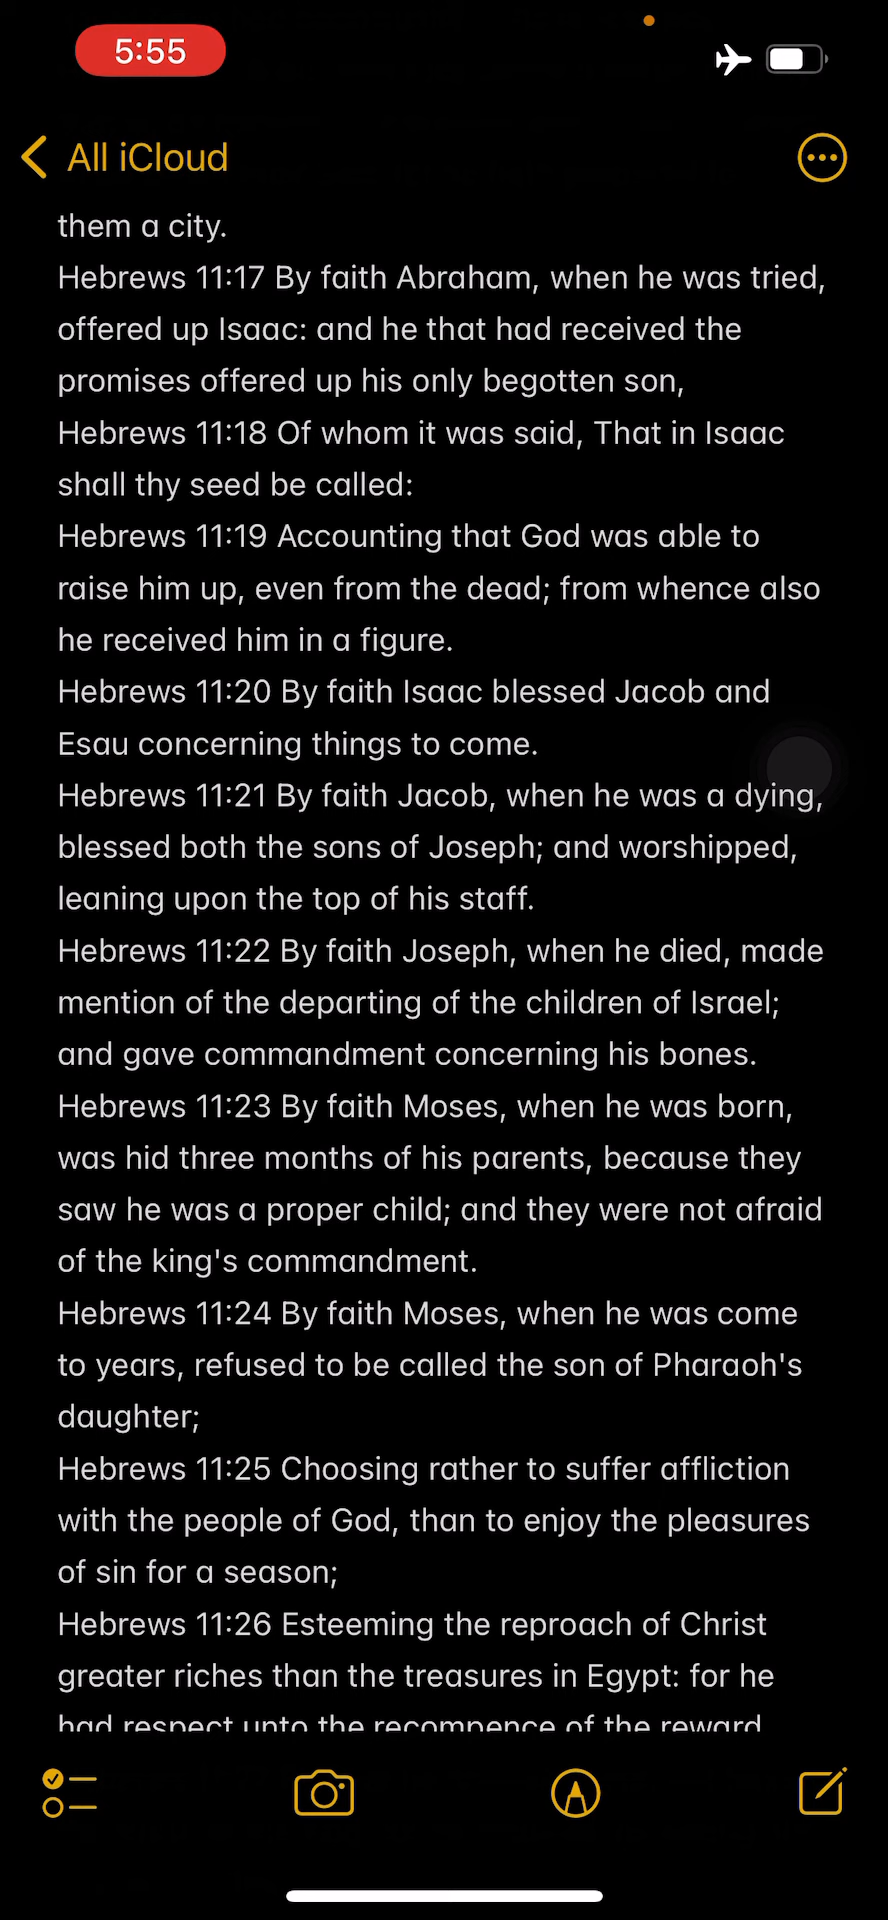 5:55
All iCloud
them a city.
Hebrews 11:17 By faith Abraham, when he was tried,
offered up Isaac: and he that had received the
promises offered up his only begotten son,
Hebrews 11:18 Of whom it was said, That in Isaac
shall thy seed be called:
Hebrews 11:19 Accounting that God was able to
raise him up, even from the dead; from whence also
he received him in a figure.
Hebrews 11:20 By faith Isaac blessed Jacob and
Esau concerning things to come.
Hebrews 11:21 By faith Jacob, when he was a dying,
blessed both the sons of Joseph; and worshipped,
leaning upon the top of his staff.
Hebrews 11:22 By faith Joseph, when he died, made
mention of the departing of the children of Israel;
and gave commandment concerning his bones.
Hebrews 11:23 By faith Moses, when he was born,
was hid three months of his parents, because they
saw he was a proper child; and they were not afraid
of the king's commandment.
Hebrews 11:24 By faith Moses, when he was come
to years, refused to be called the son of Pharaoh's
daughter;
Hebrews 11:25 Choosing rather to suffer affliction
with the people of God, than to enjoy the pleasures
of sin for a season;
Hebrews 11:26 Esteeming the reproach of Christ
greater riches than the treasures in Egypt: for he
had respect unto the recompence of the reward